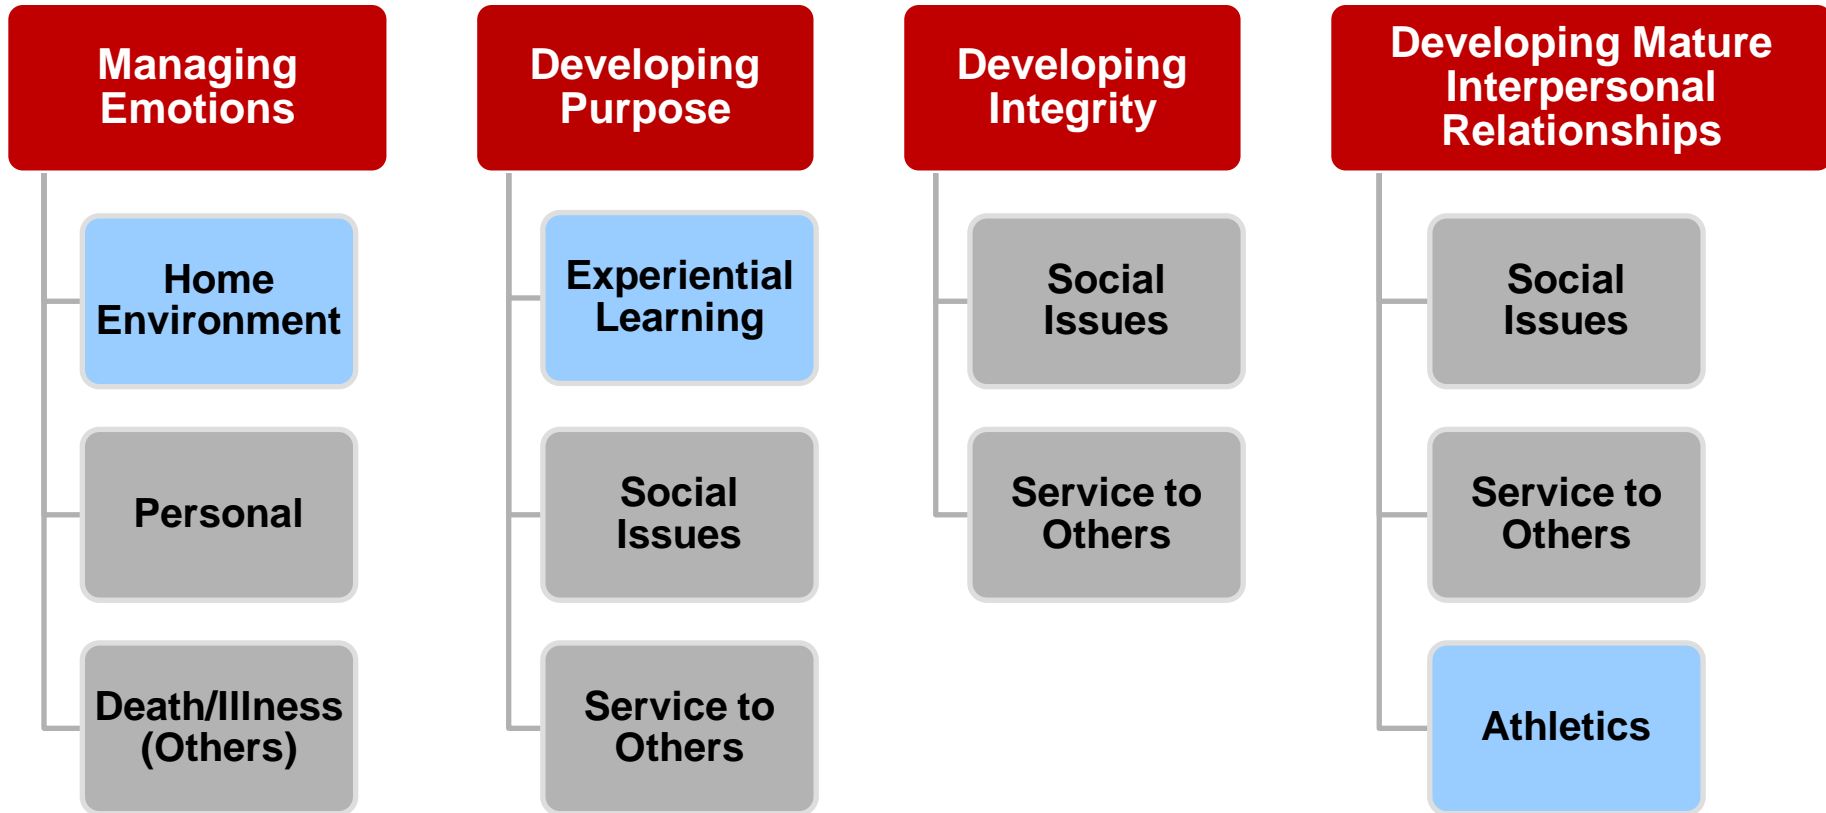 Managing
Emotions
Home
Environment
Personal
Death/Illness
(Others)
Developing
Purpose
Experiential
Learning
Social
Issues
Service to
Others
Developing
Integrity
Social
Issues
Service to
Others
Developing Mature
Interpersonal
Relationships
Social
Issues
Service to
Others
Athletics